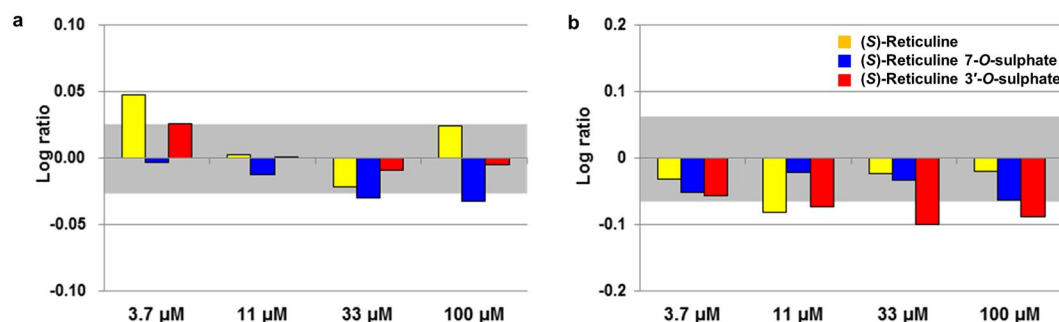 a
0.10
0.05
0.00
-0.05
-0.10
Log ratio
3.7 µM 11 µM 33 µM 100 µM
b
0.2
0.1
0
-0.1
-0.2
Log ratio
(S)-Reticuline
(S)-Reticuline 7-O-sulphate
(S)-Reticuline 3′-O-sulphate
3.7 µM 11 µM 33 µM 100 µM